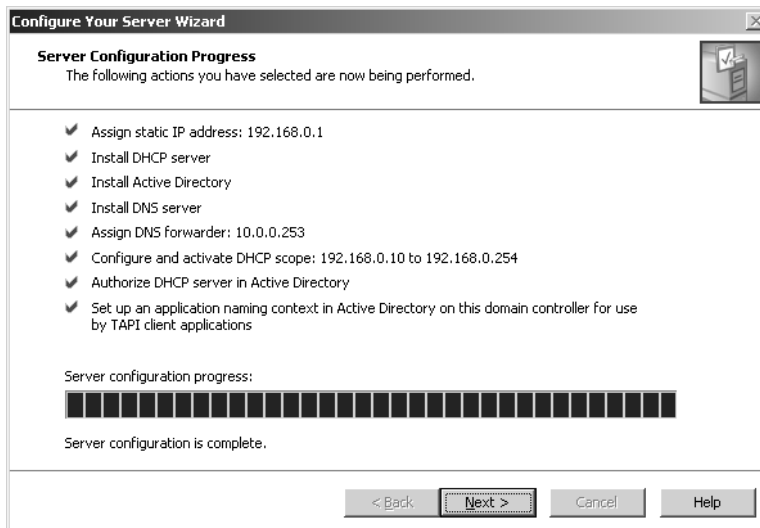 Configure Your Server Wizard
Server Configuration Progress
The following actions you have selected are now being performed.
Assign static IP address: 192.168.0.1
Install DHCP server
Install Active Directory
Install DNS server
Assign DNS forwarder: 10.0.0.253
Configure and activate DHCP scope: 192.168.0.10 to 192.168.0.254
Authorize DHCP server in Active Directory
Set up an application naming context in Active Directory on this domain controller for use
by TAPI client applications
Server configuration progress:
Server configuration is complete.
< Back Next > Cancel Help